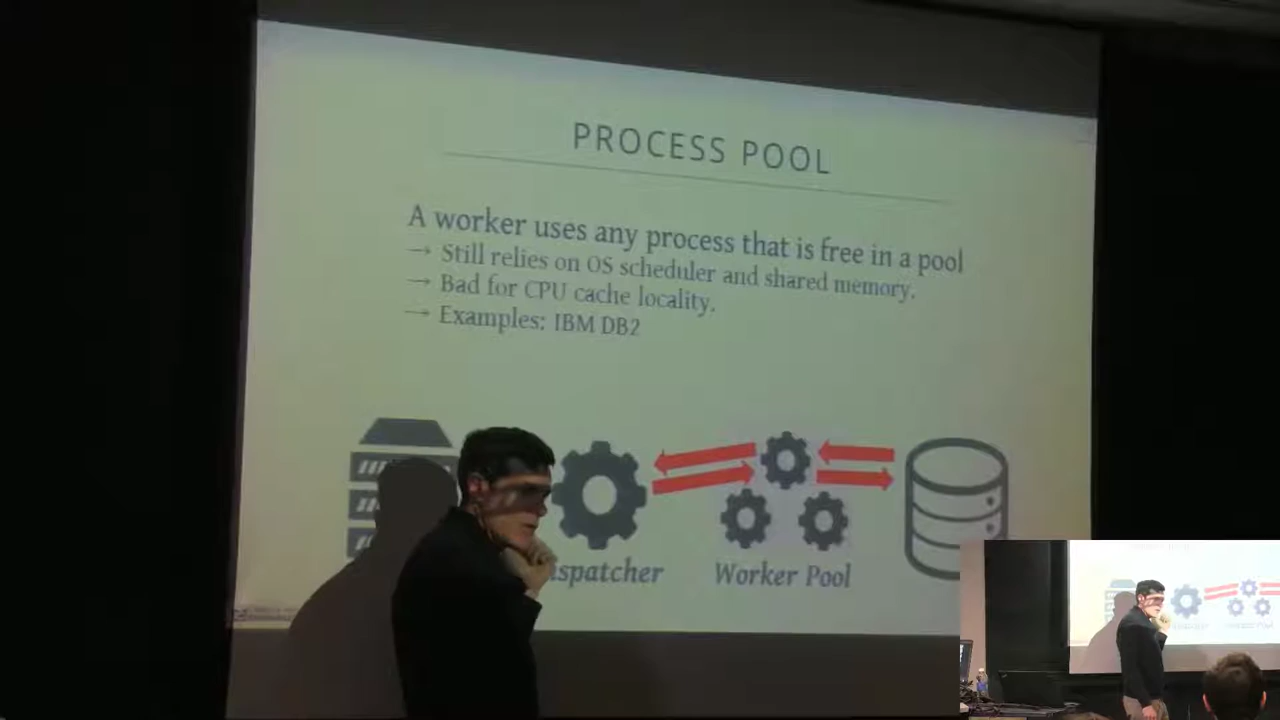 PROCESS POOL
A worker uses any process that is free in a pool
→ Still relies on OS scheduler and shared memory.
→ Bad for CPU cache locality.
→ Examples: IBM DB2
spatcher
Worker Pool